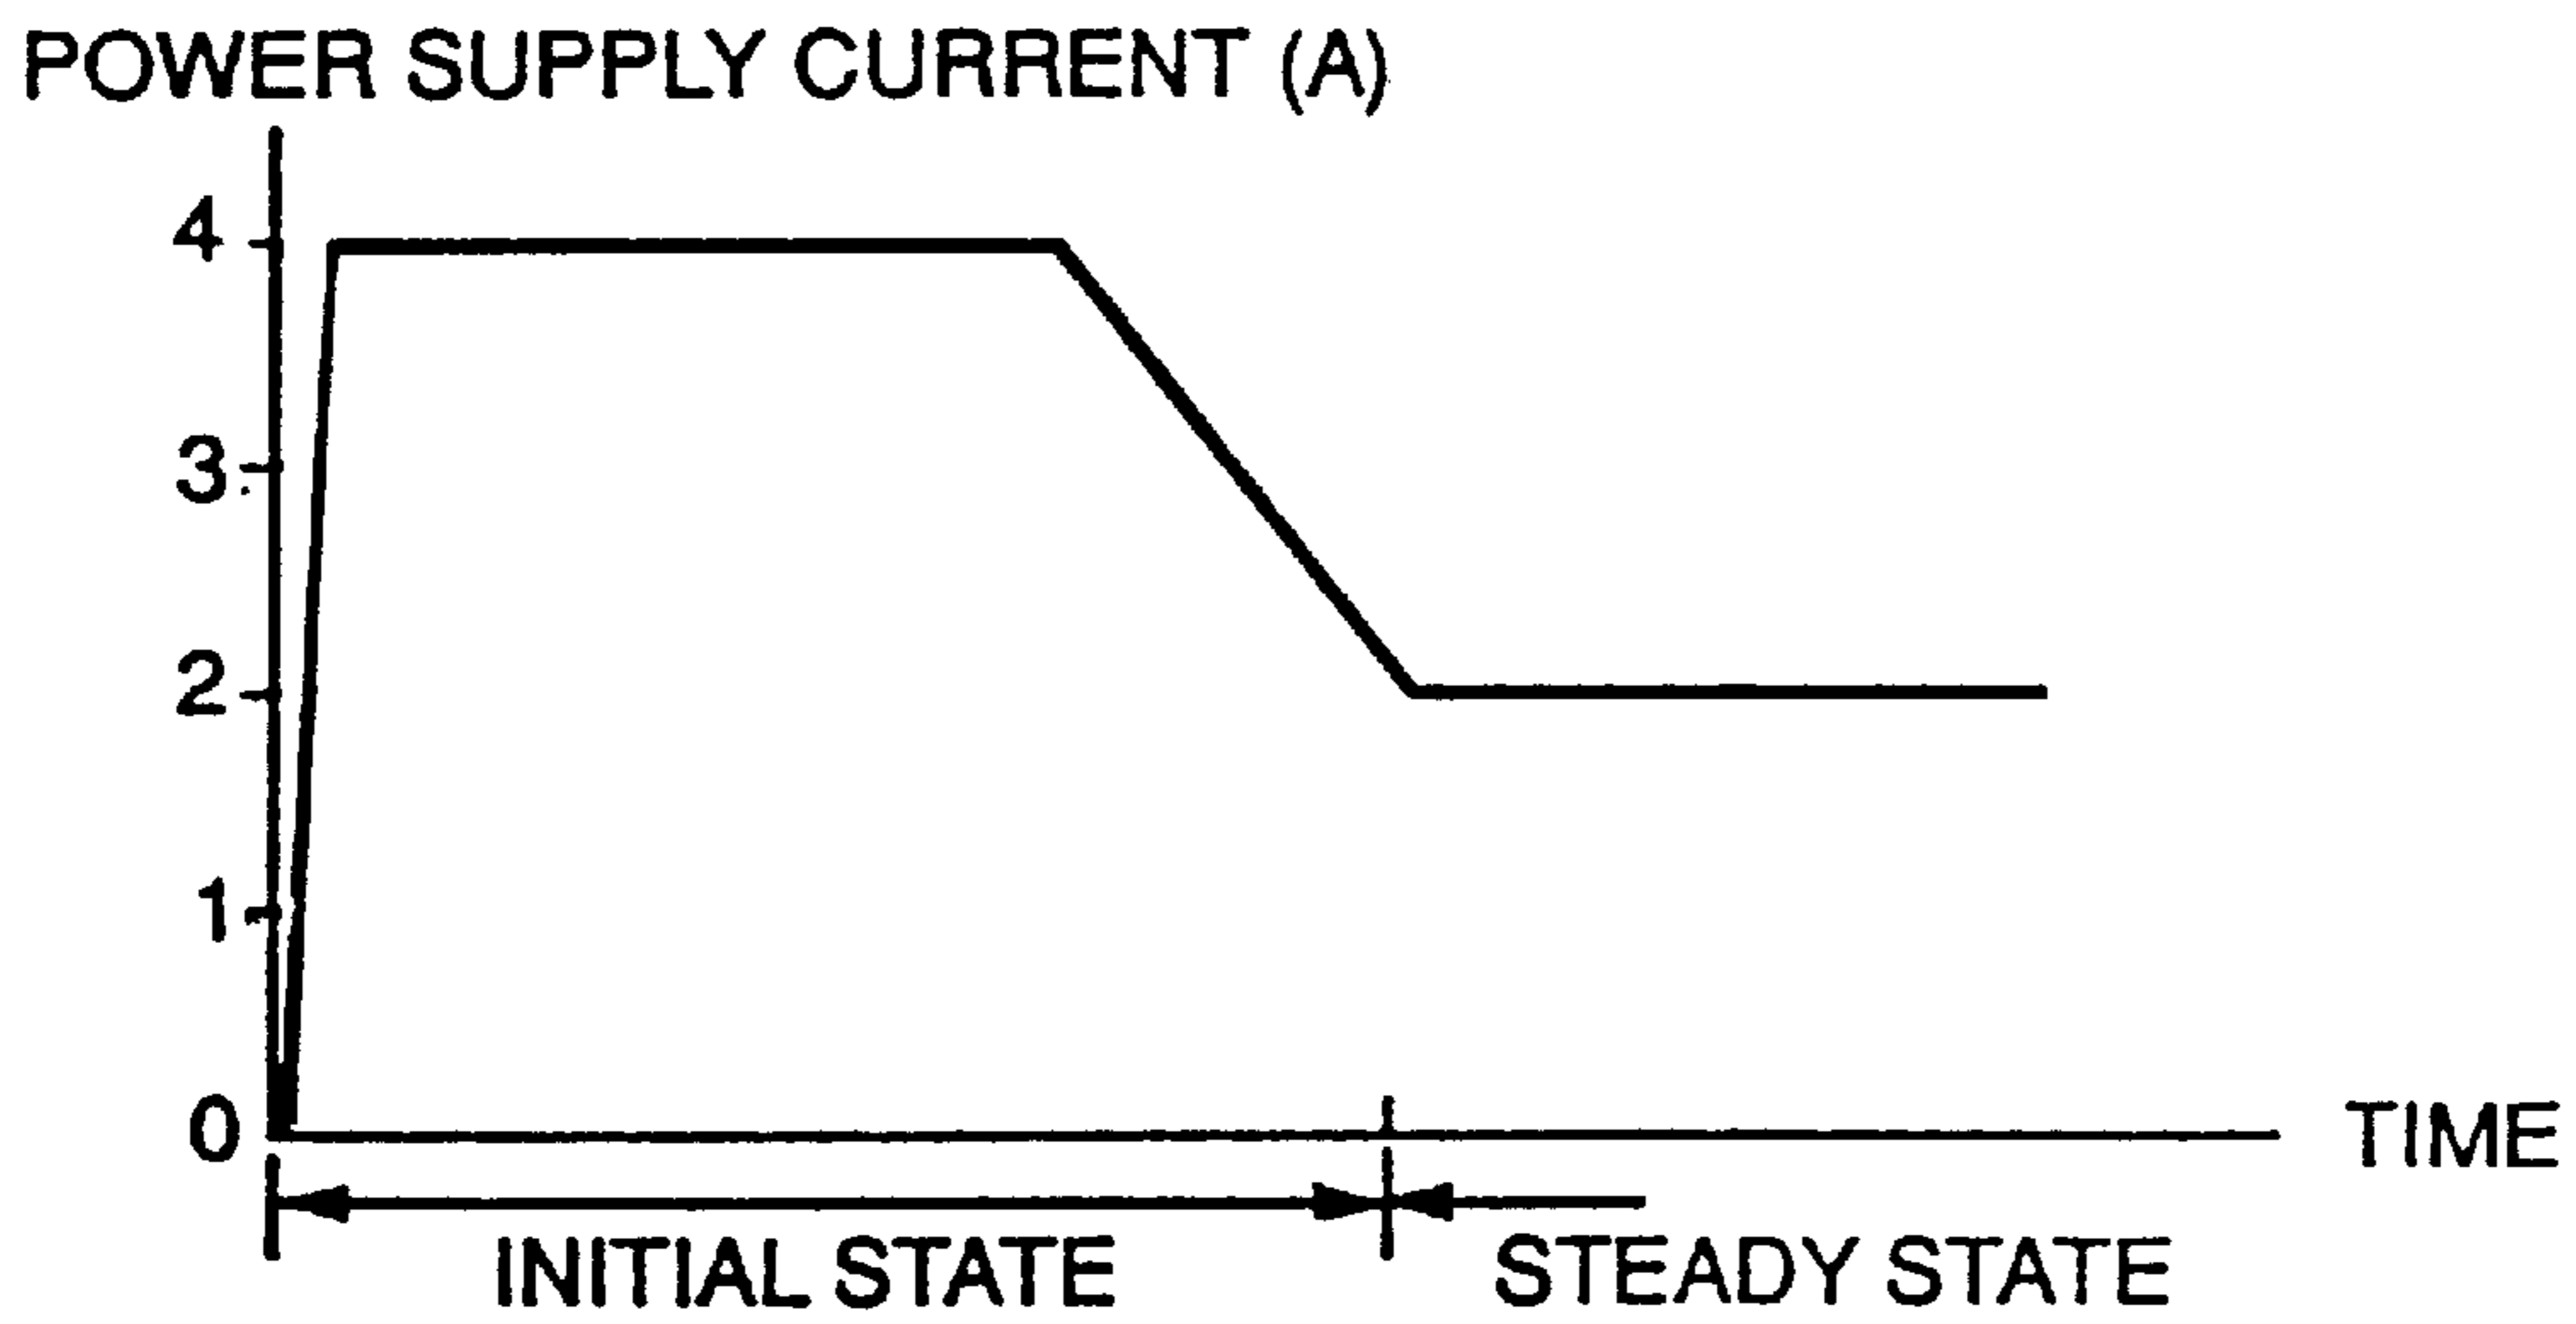 POWER SUPPLY CURRENT (A)
4
3
2
1
0
TIME
INITIAL STATE
STEADY STATE